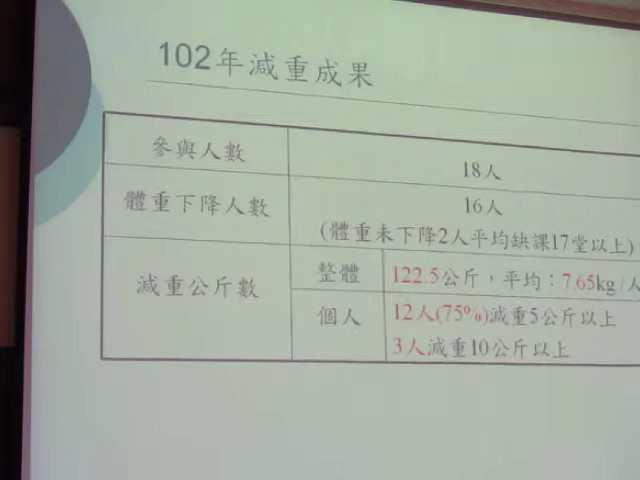 102年減重成果
參與人數
18人
體重下降人數
16人
(體重未下降2人平均缺課17堂以上)
減重公斤數
整體
122.5公斤，平均：7.65kg/人
個人
12人(75%)減重5公斤以上
3人減重10公斤以上